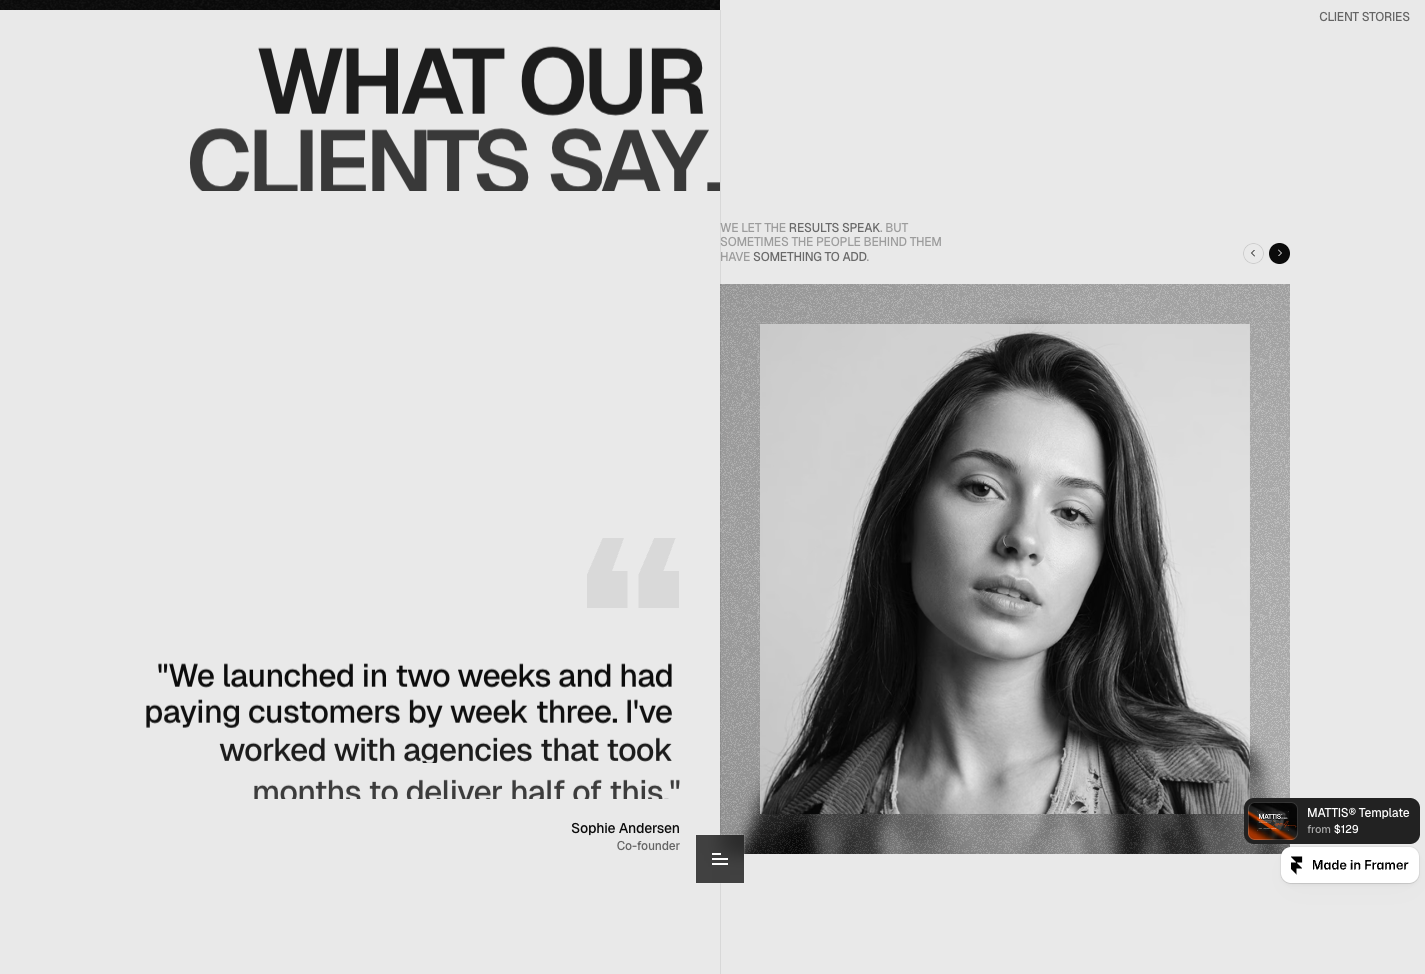 CLIENT STORIES
WHAT OUR
CLIENTS SAY.
WE LET THE RESULTS SPEAK. BUT
SOMETIMES THE PEOPLE BEHIND THEM
HAVE SOMETHING TO ADD.
"We launched in two weeks and had
paying customers by week three. I've
worked with agencies that took
months to deliver half of this."
Sophie Andersen
Co-founder
MATTIS
MATTIS® Template
from $129
Made in Framer